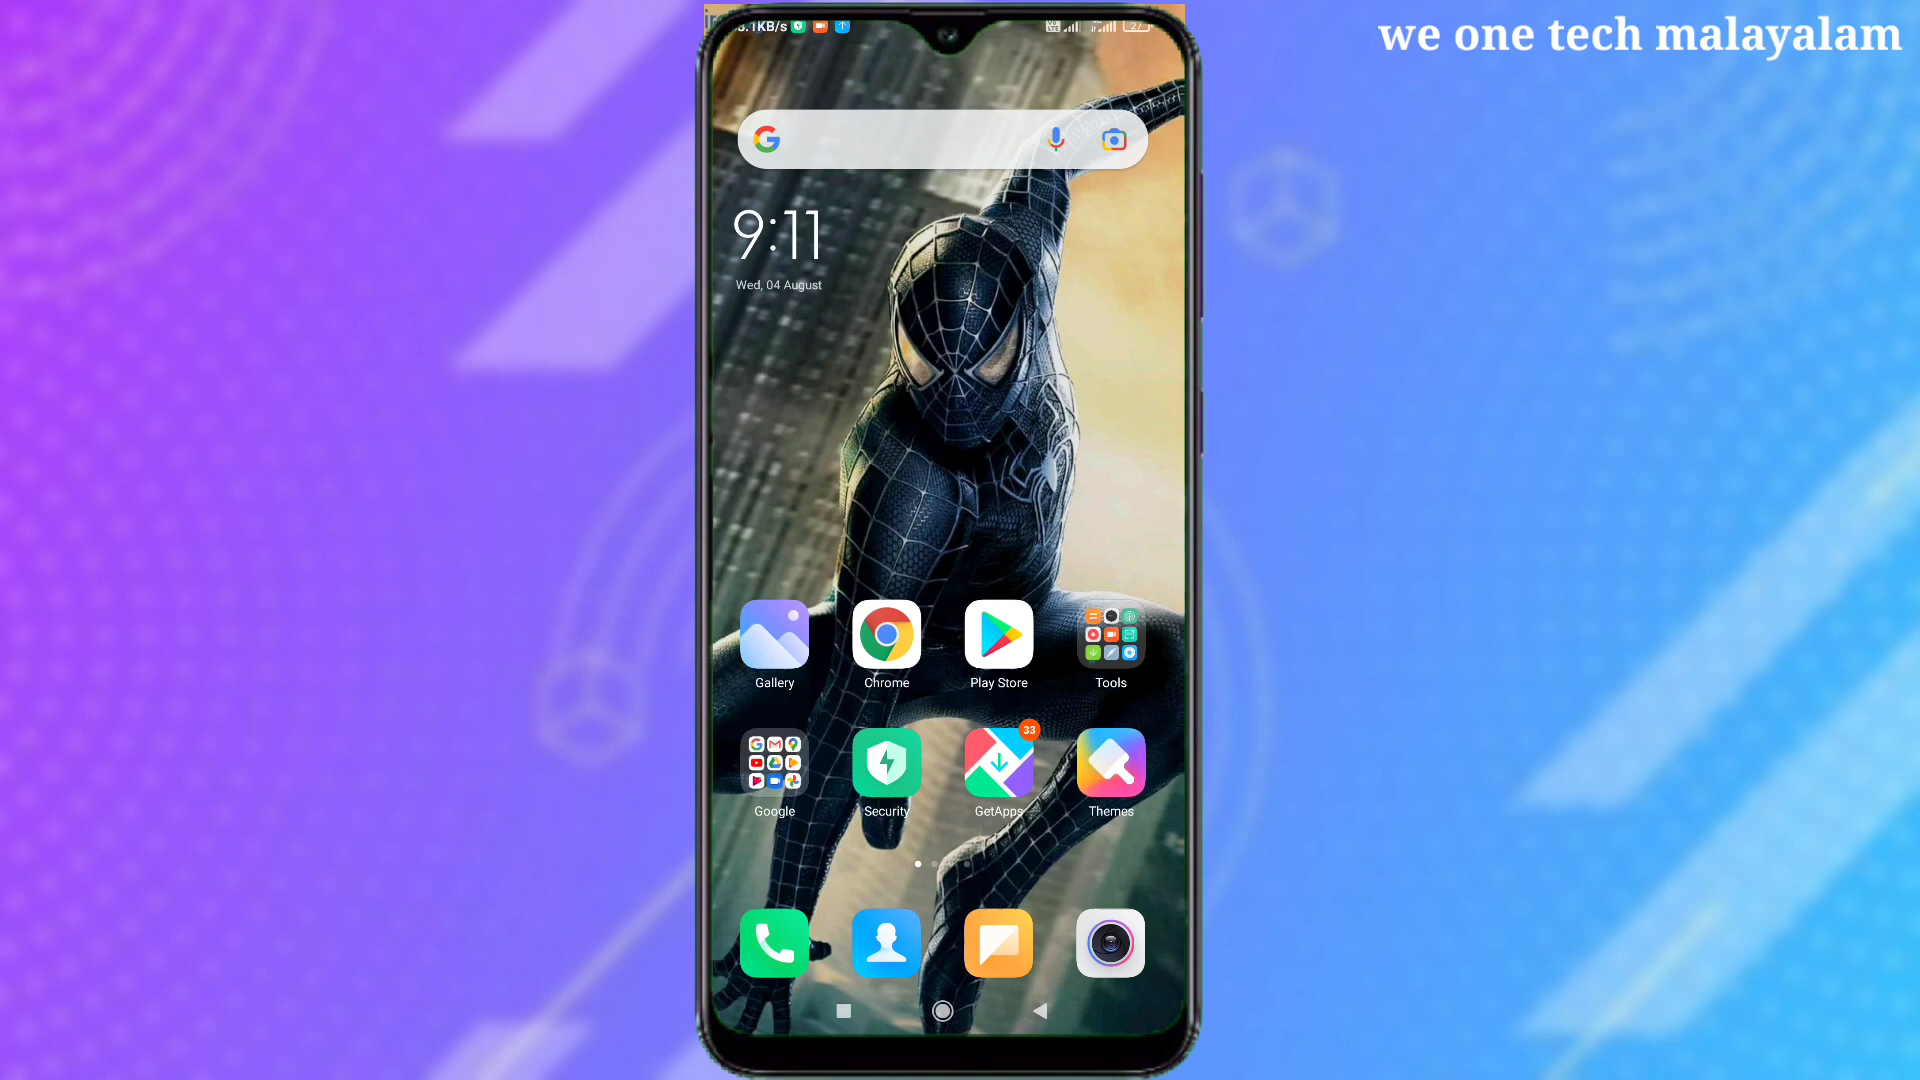 we one tech malayalam
9:11
Wed, 04 August
Gallery
Chrome
Play Store
Tools
33
Google
Security
GetApps
Themes